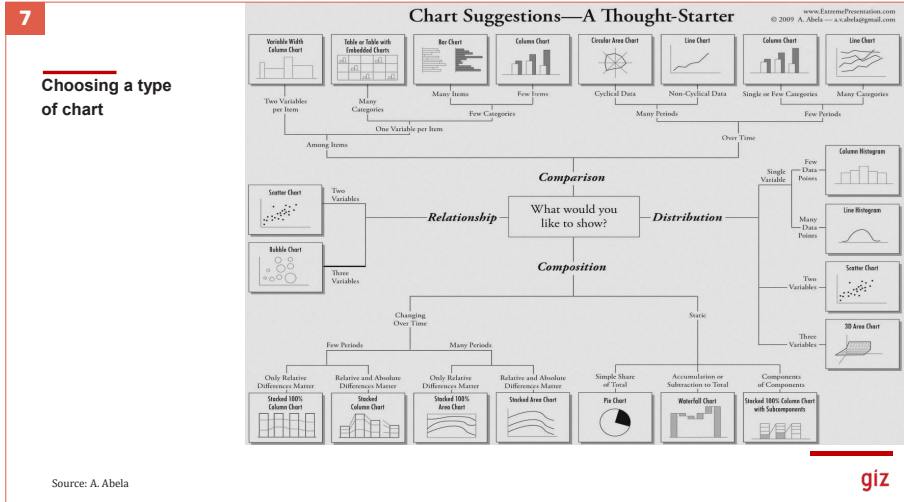 7
Choosing a type
of chart
Chart Suggestions—A Thought-Starter
www.ExtremePresentation.com
© 2009 A. Abela — a.v.abela@gmail.com
Variable Width
Column Chart
Table or Table with
Embedded Charts
Bar Chart
Column Chart
Circular Area Chart
Line Chart
Column Chart
Line Chart
Two Variables
per Item
Many
Categories
Many Items
Few Items
Cyclical Data
Non-Cyclical Data
Single or Few Categories
Many Categories
Few Categories
Many Periods
Few Periods
One Variable per Item
Over Time
Among Items
Comparison
Scatter Chart
Two
Variables
Bubble Chart
Three
Variables
Relationship
What would you
like to show?
Distribution
Single
Variable
Few
Data
Points
Column Histogram
Many
Data
Points
Line Histogram
Two
Variables
Scatter Chart
Three
Variables
3D Area Chart
Composition
Changing
Over Time
Static
Few Periods
Many Periods
Only Relative
Differences Matter
Relative and Absolute
Differences Matter
Only Relative
Differences Matter
Relative and Absolute
Differences Matter
Simple Share
of Total
Accumulation or
Subtraction to Total
Components
of Components
Stacked 100%
Column Chart
Stacked
Column Chart
Stacked 100%
Area Chart
Stacked Area Chart
Pie Chart
Waterfall Chart
Stacked 100% Column Chart
with Subcomponents
Source: A. Abela
giz